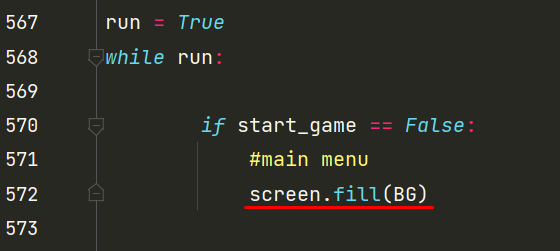 567 run = True
568 while run:
569
570 if start_game == False:
571 #main menu
572 screen.fill(BG)
573